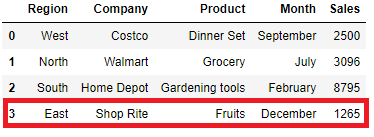 Region Company Product Month Sales
0 West Costco Dinner Set September 2500
1 North Walmart Grocery July 3096
2 South Home Depot Gardening tools February 8795
3 East Shop Rite Fruits December 1265